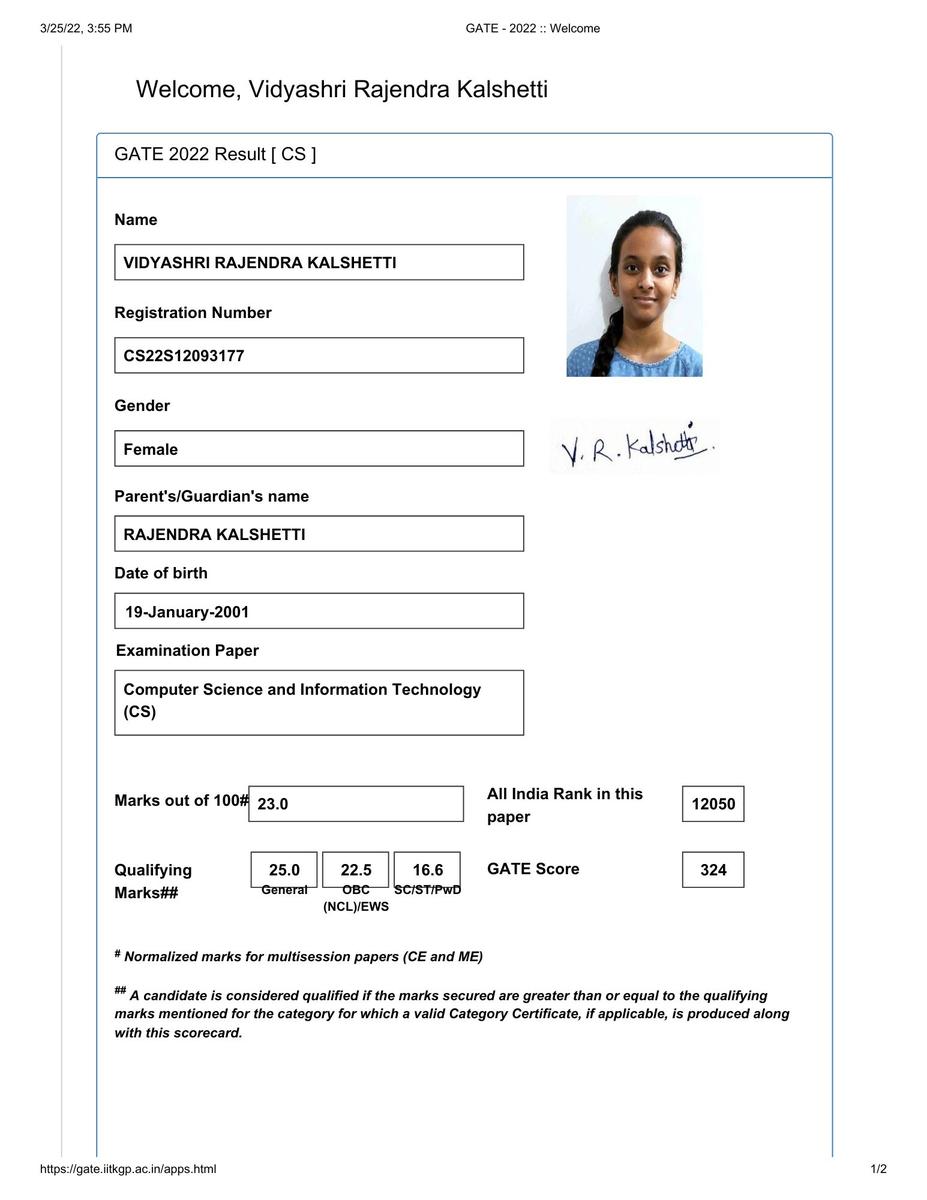 3/25/22, 3:55 PM
GATE - 2022 :: Welcome
Welcome, Vidyashri Rajendra Kalshetti
GATE 2022 Result [ CS ]
Name
VIDYASHRI RAJENDRA KALSHETTI
Registration Number
CS22S12093177
Gender
Female
V. R. Kalshetti.
Parent's/Guardian's name
RAJENDRA KALSHETTI
Date of birth
19-January-2001
Examination Paper
Computer Science and Information Technology
(CS)
Marks out of 100#
23.0
All India Rank in this
paper
12050
Qualifying
Marks##
25.0
General
22.5
OBC
(NCL)/EWS
16.6
SC/ST/PwD
GATE Score
324
# Normalized marks for multisession papers (CE and ME)
## A candidate is considered qualified if the marks secured are greater than or equal to the qualifying
marks mentioned for the category for which a valid Category Certificate, if applicable, is produced along
with this scorecard.
https://gate.iitkgp.ac.in/apps.html
1/2